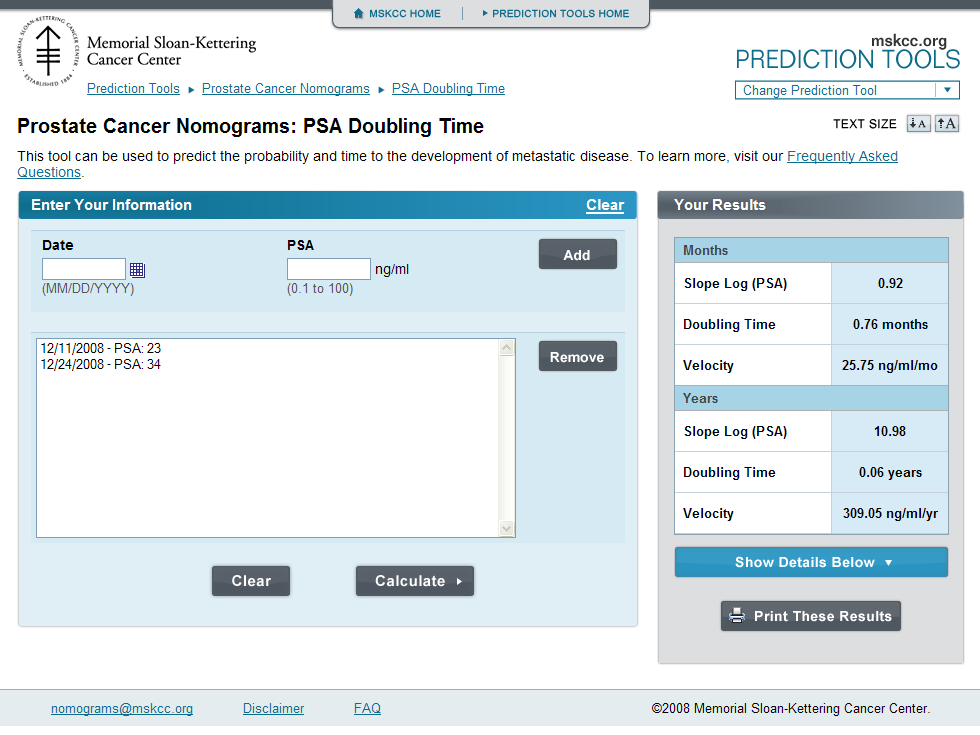 MSKCC HOME
PREDICTION TOOLS HOME
MEMORIAL SLOAN-KETTERING CANCER CENTER
· ESTABLISHED 1884 ·
Memorial Sloan-Kettering
Cancer Center
mskcc.org
PREDICTION TOOLS
Prediction Tools ▸ Prostate Cancer Nomograms ▸ PSA Doubling Time
Change Prediction Tool
Prostate Cancer Nomograms: PSA Doubling Time
TEXT SIZE A A
This tool can be used to predict the probability and time to the development of metastatic disease. To learn more, visit our Frequently Asked
Questions.
Enter Your Information
Clear
Date
PSA
ng/ml
(MM/DD/YYYY)
(0.1 to 100)
Add
12/11/2008 - PSA: 23
12/24/2008 - PSA: 34
Remove
Clear
Calculate
Your Results
Months
Slope Log (PSA) 0.92
Doubling Time 0.76 months
Velocity 25.75 ng/ml/mo
Years
Slope Log (PSA) 10.98
Doubling Time 0.06 years
Velocity 309.05 ng/ml/yr
Show Details Below
Print These Results
nomograms@mskcc.org
Disclaimer
FAQ
©2008 Memorial Sloan-Kettering Cancer Center.